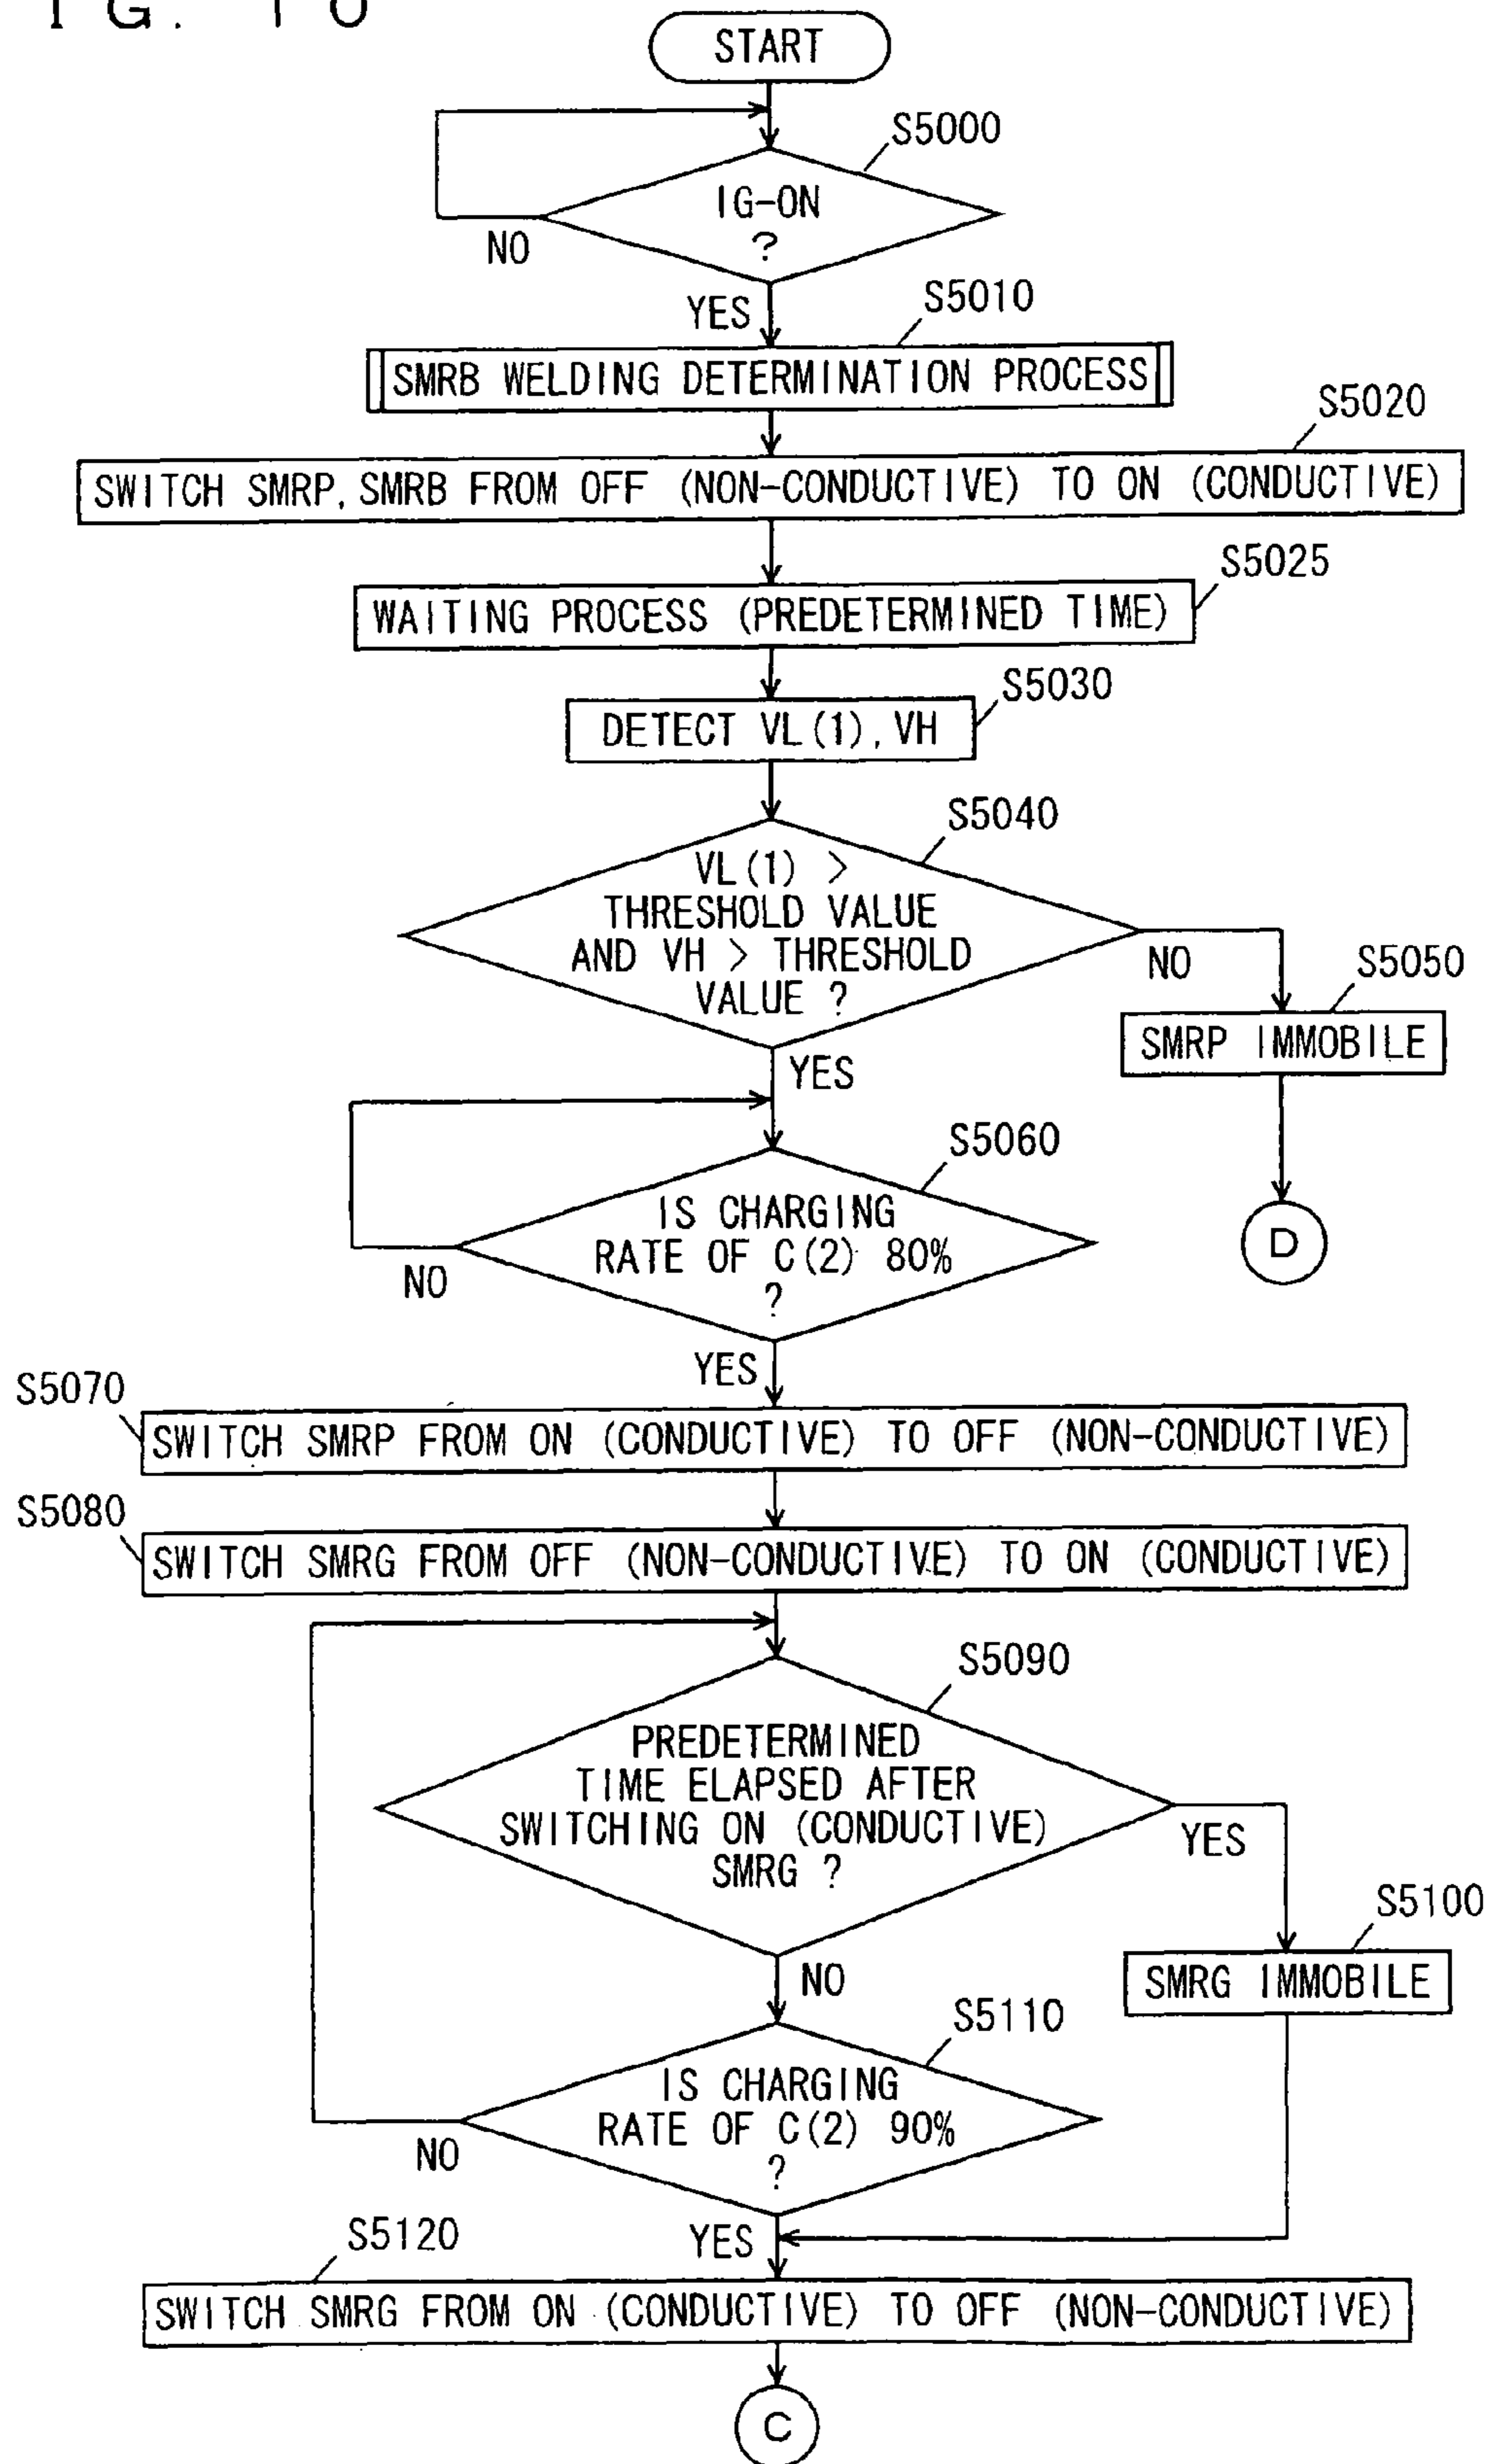 IG. 10
START
S5000
IG-ON
?
NO
YES
S5010
SMRB WELDING DETERMINATION PROCESS
S5020
SWITCH SMRP, SMRB FROM OFF (NON-CONDUCTIVE) TO ON (CONDUCTIVE)
S5025
WAITING PROCESS (PREDETERMINED TIME)
S5030
DETECT VL(1), VH
S5040
VL(1) >
THRESHOLD VALUE
AND VH > THRESHOLD
VALUE ?
NO
S5050
SMRP IMMOBILE
D
YES
S5060
IS CHARGING
RATE OF C(2) 80%
?
NO
YES
S5070
SWITCH SMRP FROM ON (CONDUCTIVE) TO OFF (NON-CONDUCTIVE)
S5080
SWITCH SMRG FROM OFF (NON-CONDUCTIVE) TO ON (CONDUCTIVE)
S5090
PREDETERMINED
TIME ELAPSED AFTER
SWITCHING ON (CONDUCTIVE)
SMRG ?
YES
S5100
SMRG IMMOBILE
NO
S5110
IS CHARGING
RATE OF C(2) 90%
?
NO
YES
S5120
SWITCH SMRG FROM ON (CONDUCTIVE) TO OFF (NON-CONDUCTIVE)
C